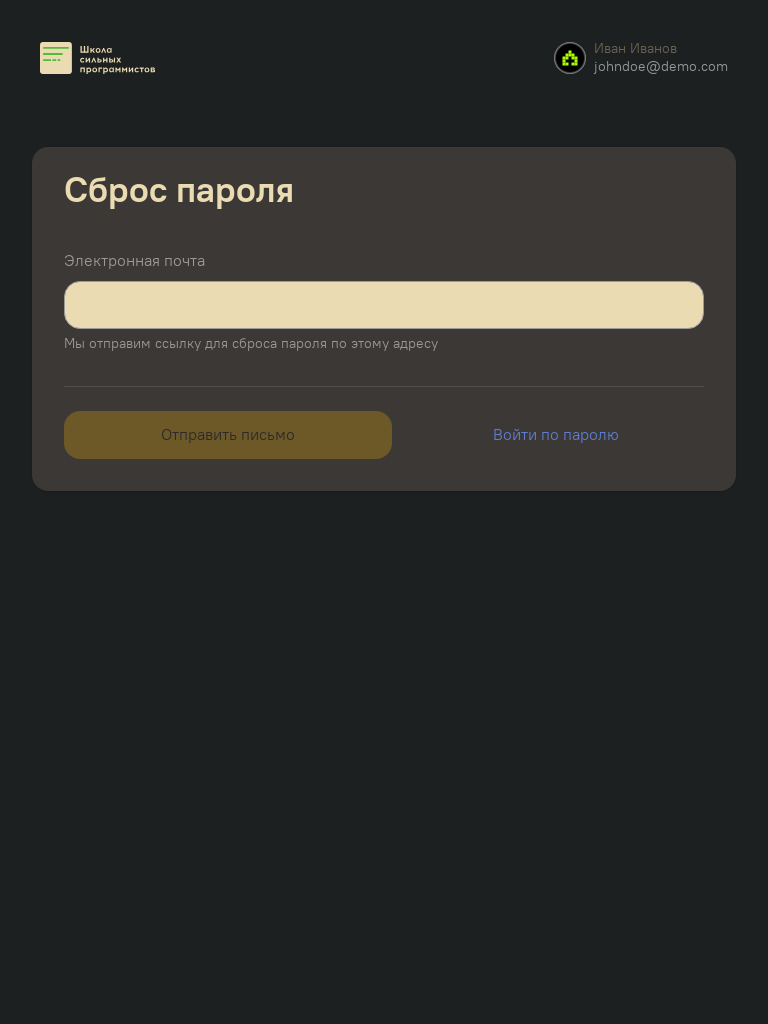 Школа
сильных
программистов
Иван Иванов
johndoe@demo.com
Сброс пароля
Электронная почта
Мы отправим ссылку для сброса пароля по этому адресу
Отправить письмо
Войти по паролю